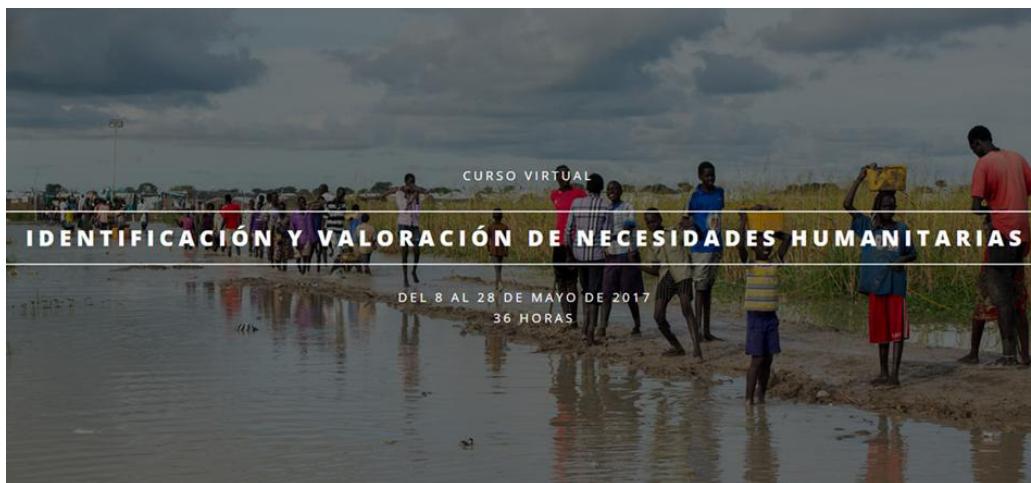 CURSO VIRTUAL
IDENTIFICACIÓN Y VALORACIÓN DE NECESIDADES HUMANITARIAS
DEL 8 AL 28 DE MAYO DE 2017
36 HORAS